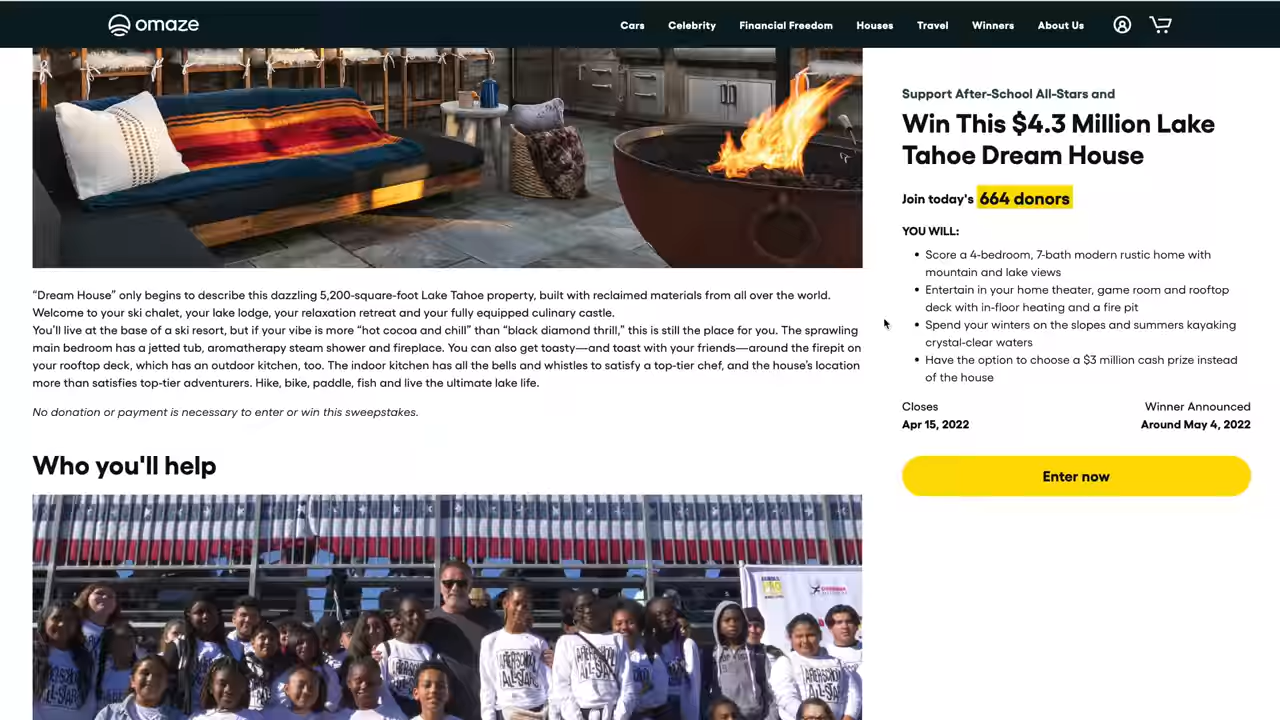 omaze
Cars Celebrity Financial Freedom Houses Travel Winners About Us
Support After-School All-Stars and
Win This $4.3 Million Lake
Tahoe Dream House
Join today's 664 donors
YOU WILL:
Score a 4-bedroom, 7-bath modern rustic home with
mountain and lake views
Entertain in your home theater, game room and rooftop
deck with in-floor heating and a fire pit
Spend your winters on the slopes and summers kayaking
crystal-clear waters
Have the option to choose a $3 million cash prize instead
of the house
Closes Winner Announced
Apr 15, 2022 Around May 4, 2022
Enter now
“Dream House” only begins to describe this dazzling 5,200-square-foot Lake Tahoe property, built with reclaimed materials from all over the world.
Welcome to your ski chalet, your lake lodge, your relaxation retreat and your fully equipped culinary castle.
You’ll live at the base of a ski resort, but if your vibe is more “hot cocoa and chill” than “black diamond thrill,” this is still the place for you. The sprawling
main bedroom has a jetted tub, aromatherapy steam shower and fireplace. You can also get toasty—and toast with your friends—around the firepit on
your rooftop deck, which has an outdoor kitchen, too. The indoor kitchen has all the bells and whistles to satisfy a top-tier chef, and the house’s location
more than satisfies top-tier adventurers. Hike, bike, paddle, fish and live the ultimate lake life.
No donation or payment is necessary to enter or win this sweepstakes.
Who you'll help